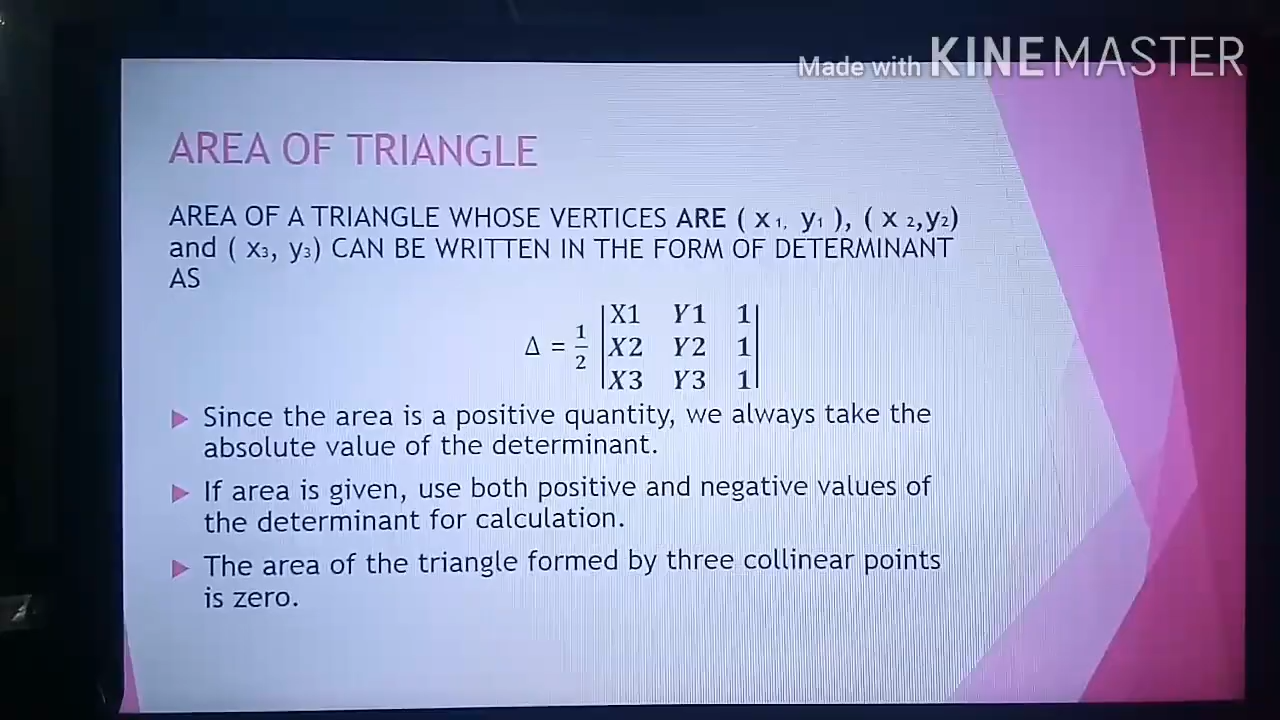 Made with KINEMASTER
AREA OF TRIANGLE
AREA OF A TRIANGLE WHOSE VERTICES ARE ( x 1, y1 ), ( x 2,y2)
and ( x3, y3) CAN BE WRITTEN IN THE FORM OF DETERMINANT
AS
Δ = 1/2 |X1 Y1 1|
|X2 Y2 1|
|X3 Y3 1|
▶ Since the area is a positive quantity, we always take the
absolute value of the determinant.
▶ If area is given, use both positive and negative values of
the determinant for calculation.
▶ The area of the triangle formed by three collinear points
is zero.